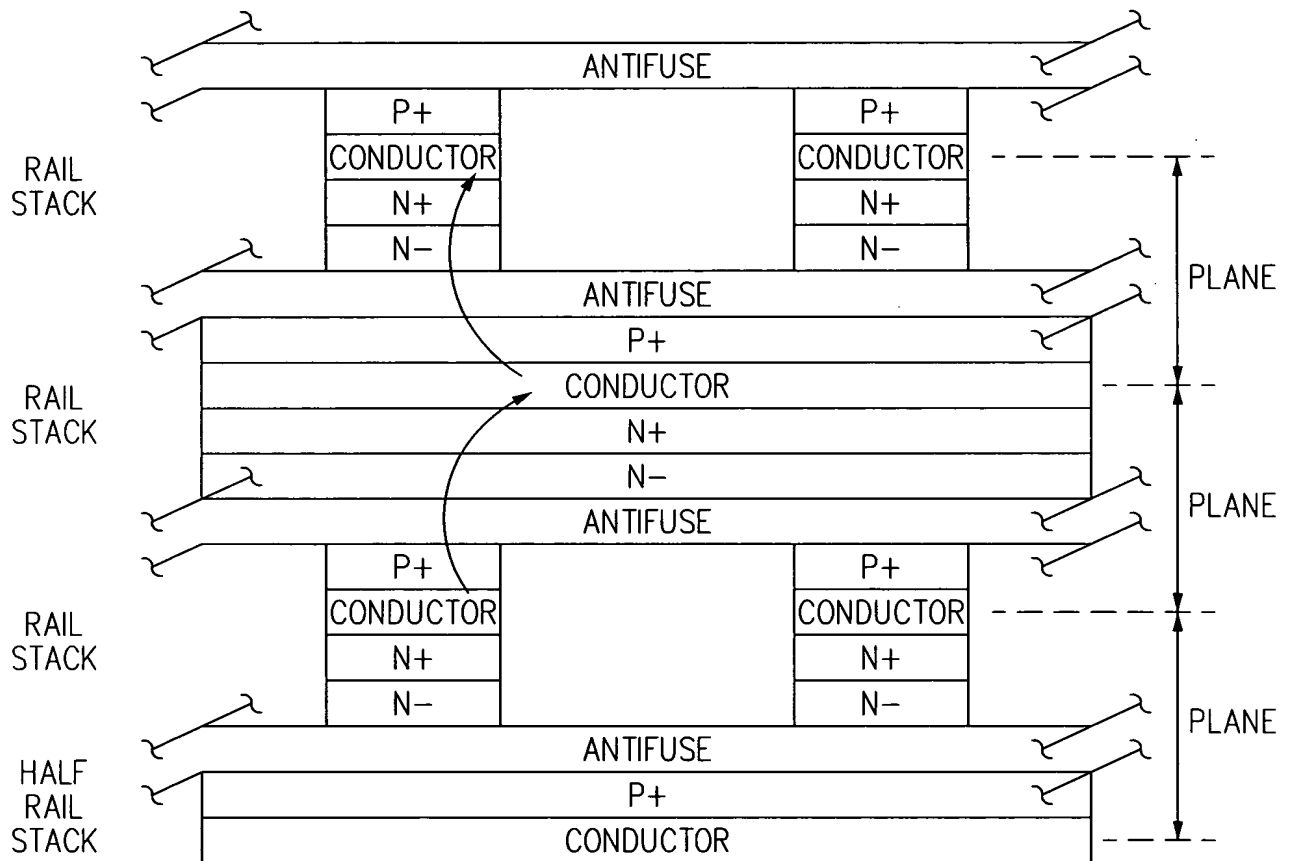 ANTIFUSE
P+ P+
RAIL STACK
CONDUCTOR CONDUCTOR
N+ N+
N− N−
PLANE
ANTIFUSE
P+
RAIL STACK
CONDUCTOR
N+
N−
PLANE
ANTIFUSE
P+ P+
RAIL STACK
CONDUCTOR CONDUCTOR
N+ N+
N− N−
PLANE
ANTIFUSE
HALF RAIL STACK
P+
CONDUCTOR